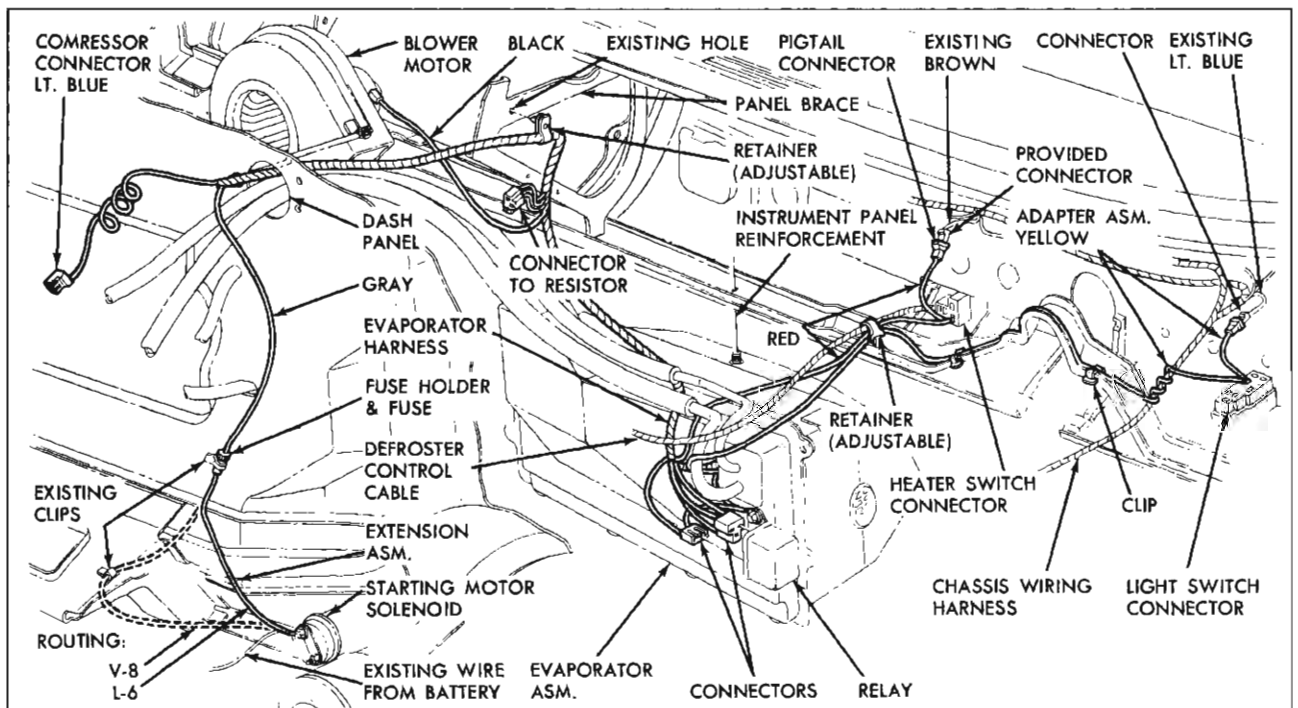 COMRESSOR
CONNECTOR
LT. BLUE
BLOWER
MOTOR
BLACK
EXISTING HOLE
PIGTAIL
CONNECTOR
EXISTING
BROWN
CONNECTOR
EXISTING
LT. BLUE
PANEL BRACE
RETAINER
(ADJUSTABLE)
PROVIDED
CONNECTOR
DASH
PANEL
INSTRUMENT PANEL
REINFORCEMENT
ADAPTER ASM.
YELLOW
CONNECTOR
TO RESISTOR
GRAY
EVAPORATOR
HARNESS
RED
FUSE HOLDER
& FUSE
RETAINER
(ADJUSTABLE)
DEFROSTER
CONTROL
CABLE
HEATER SWITCH
CONNECTOR
CLIP
EXISTING
CLIPS
EXTENSION
ASM.
STARTING MOTOR
SOLENOID
CHASSIS WIRING
HARNESS
LIGHT SWITCH
CONNECTOR
ROUTING:
V-8
L-6
EXISTING WIRE
FROM BATTERY
EVAPORATOR
ASM.
CONNECTORS
RELAY